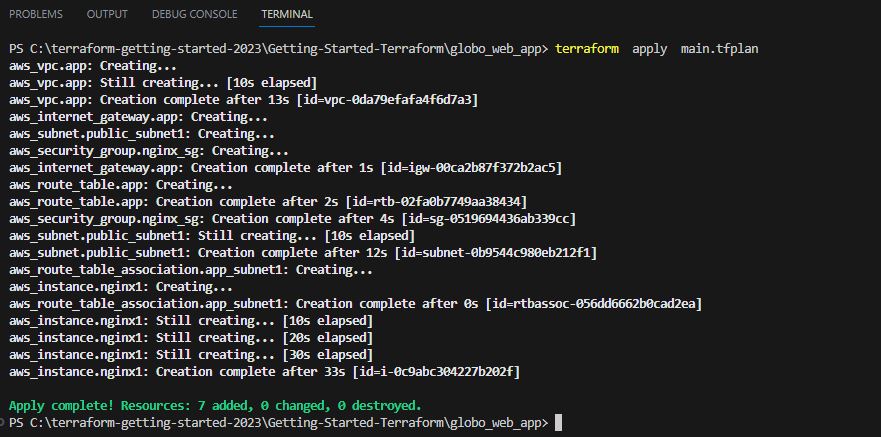 PROBLEMS OUTPUT DEBUG CONSOLE TERMINAL
PS C:\terraform-getting-started-2023\Getting-Started-Terraform\globo_web_app> terraform apply main.tfplan
aws_vpc.app: Creating...
aws_vpc.app: Still creating... [10s elapsed]
aws_vpc.app: Creation complete after 13s [id=vpc-0da79efafa4f6d7a3]
aws_internet_gateway.app: Creating...
aws_subnet.public_subnet1: Creating...
aws_security_group.nginx_sg: Creating...
aws_internet_gateway.app: Creation complete after 1s [id=igw-00ca2b87f372b2ac5]
aws_route_table.app: Creating...
aws_route_table.app: Creation complete after 2s [id=rtb-02fa0b7749aa38434]
aws_security_group.nginx_sg: Creation complete after 4s [id=sg-0519694436ab339cc]
aws_subnet.public_subnet1: Still creating... [10s elapsed]
aws_subnet.public_subnet1: Creation complete after 12s [id=subnet-0b9544c980eb212f1]
aws_route_table_association.app_subnet1: Creating...
aws_instance.nginx1: Creating...
aws_route_table_association.app_subnet1: Creation complete after 0s [id=rtbassoc-056dd6662b0cad2ea]
aws_instance.nginx1: Still creating... [10s elapsed]
aws_instance.nginx1: Still creating... [20s elapsed]
aws_instance.nginx1: Still creating... [30s elapsed]
aws_instance.nginx1: Creation complete after 33s [id=i-0c9abc304227b202f]
Apply complete! Resources: 7 added, 0 changed, 0 destroyed.
PS C:\terraform-getting-started-2023\Getting-Started-Terraform\globo_web_app>